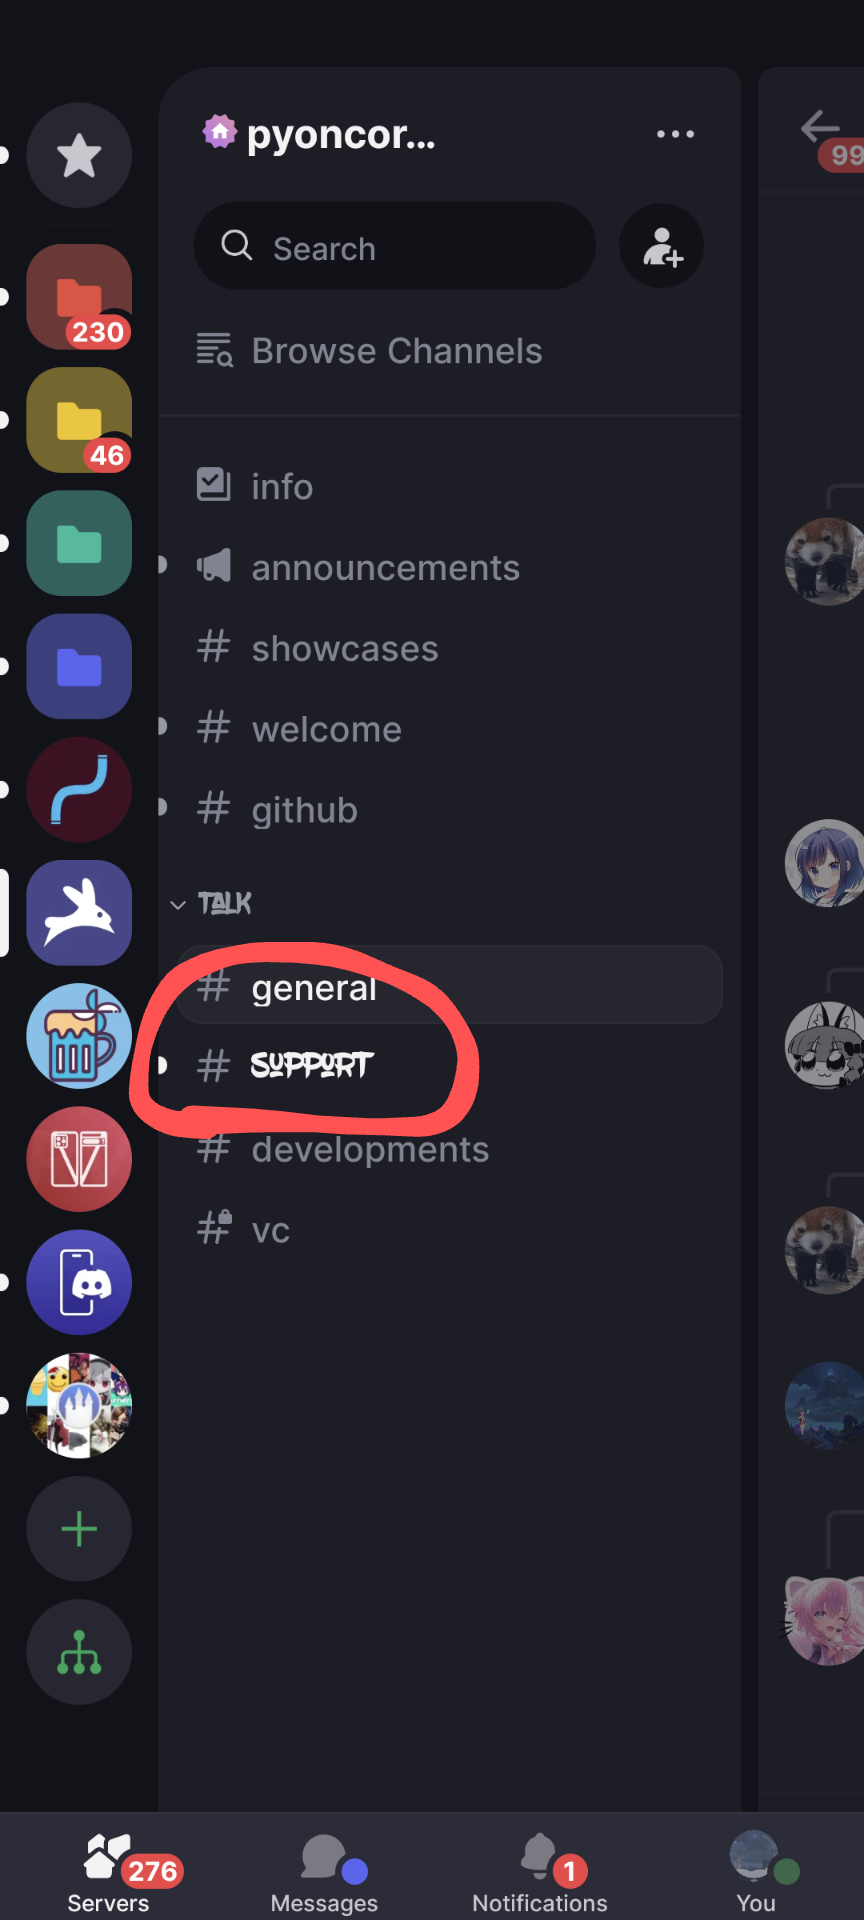 pyoncor...
Search
Browse Channels
230
46
99
info
announcements
showcases
welcome
github
TALK
general
SUPPORT
developments
vc
276
1
Servers
Messages
Notifications
You